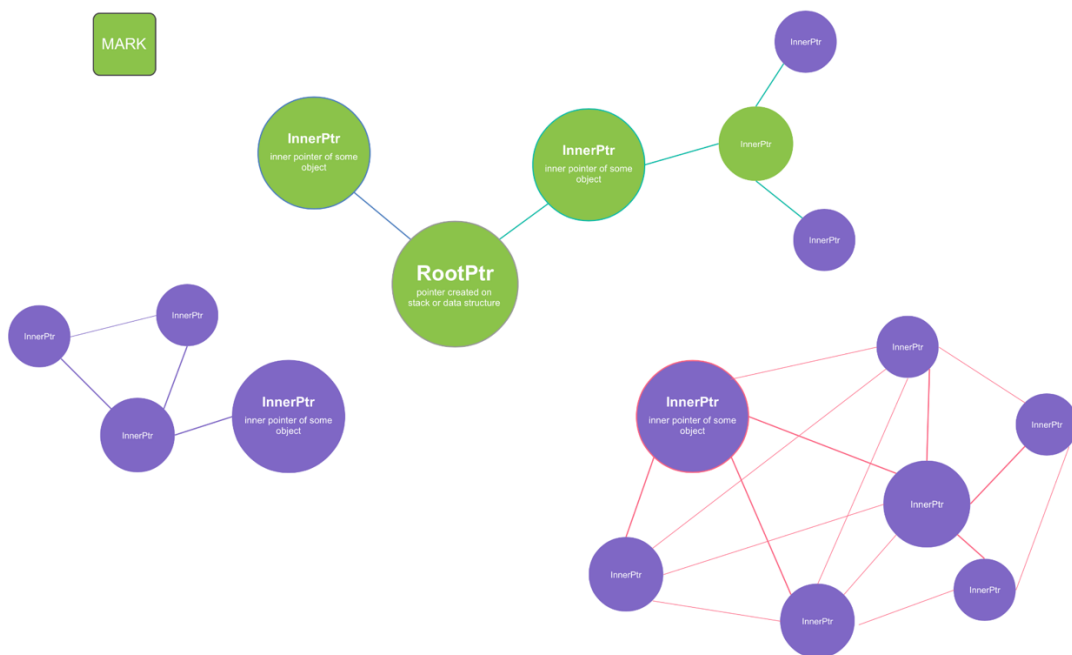 MARK
InnerPtr
InnerPtr
inner pointer of some
object
InnerPtr
inner pointer of some
object
InnerPtr
InnerPtr
RootPtr
pointer created on
stack or data structure
InnerPtr
InnerPtr
InnerPtr
inner pointer of some
object
InnerPtr
InnerPtr
InnerPtr
inner pointer of some
object
InnerPtr
InnerPtr
InnerPtr
InnerPtr
InnerPtr